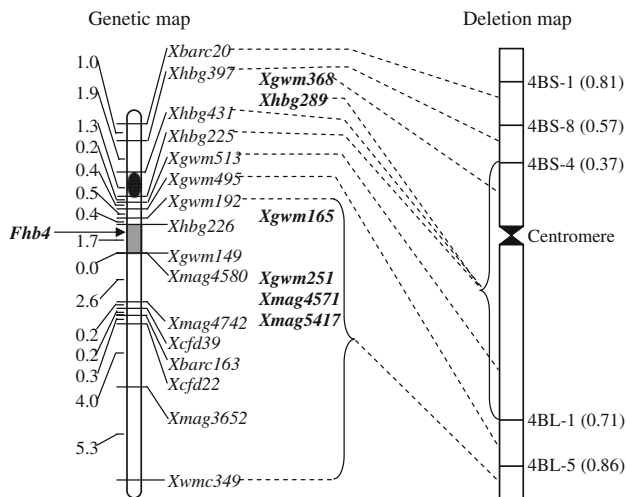 Genetic map
Deletion map
Xbarc20
1.0
Xhbg397
Xgwm368
4BS-1 (0.81)
1.9
Xhbg289
Xhbg431
4BS-8 (0.57)
1.3
Xhbg225
0.2
Xgwm513
4BS-4 (0.37)
0.4
Xgwm495
0.5
Xgwm192
0.4
Xgwm165
Fhb4
Xhbg226
Centromere
1.7
Xgwm149
0.0
Xmag4580
Xgwm251
2.6
Xmag4571
Xmag4742
Xmag5417
0.2
Xcfd39
0.2
Xbarc163
0.3
Xcfd22
4.0
Xmag3652
4BL-1 (0.71)
5.3
4BL-5 (0.86)
Xwmc349